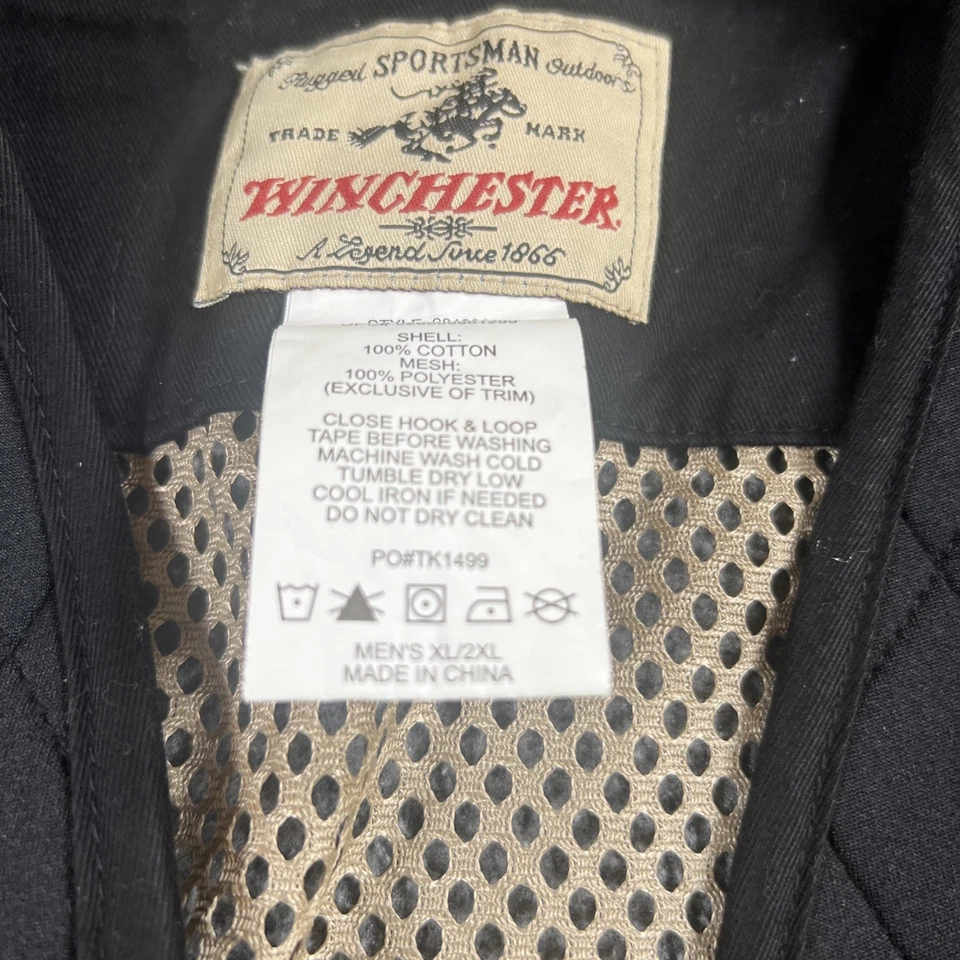 Rugged SPORTSMAN Outdoors
TRADE MARK
WINCHESTER
A Legend Since 1866
SHELL:
100% COTTON
MESH:
100% POLYESTER
(EXCLUSIVE OF TRIM)
CLOSE HOOK & LOOP
TAPE BEFORE WASHING
MACHINE WASH COLD
TUMBLE DRY LOW
COOL IRON IF NEEDED
DO NOT DRY CLEAN
PO#TK1499
MEN'S XL/2XL
MADE IN CHINA